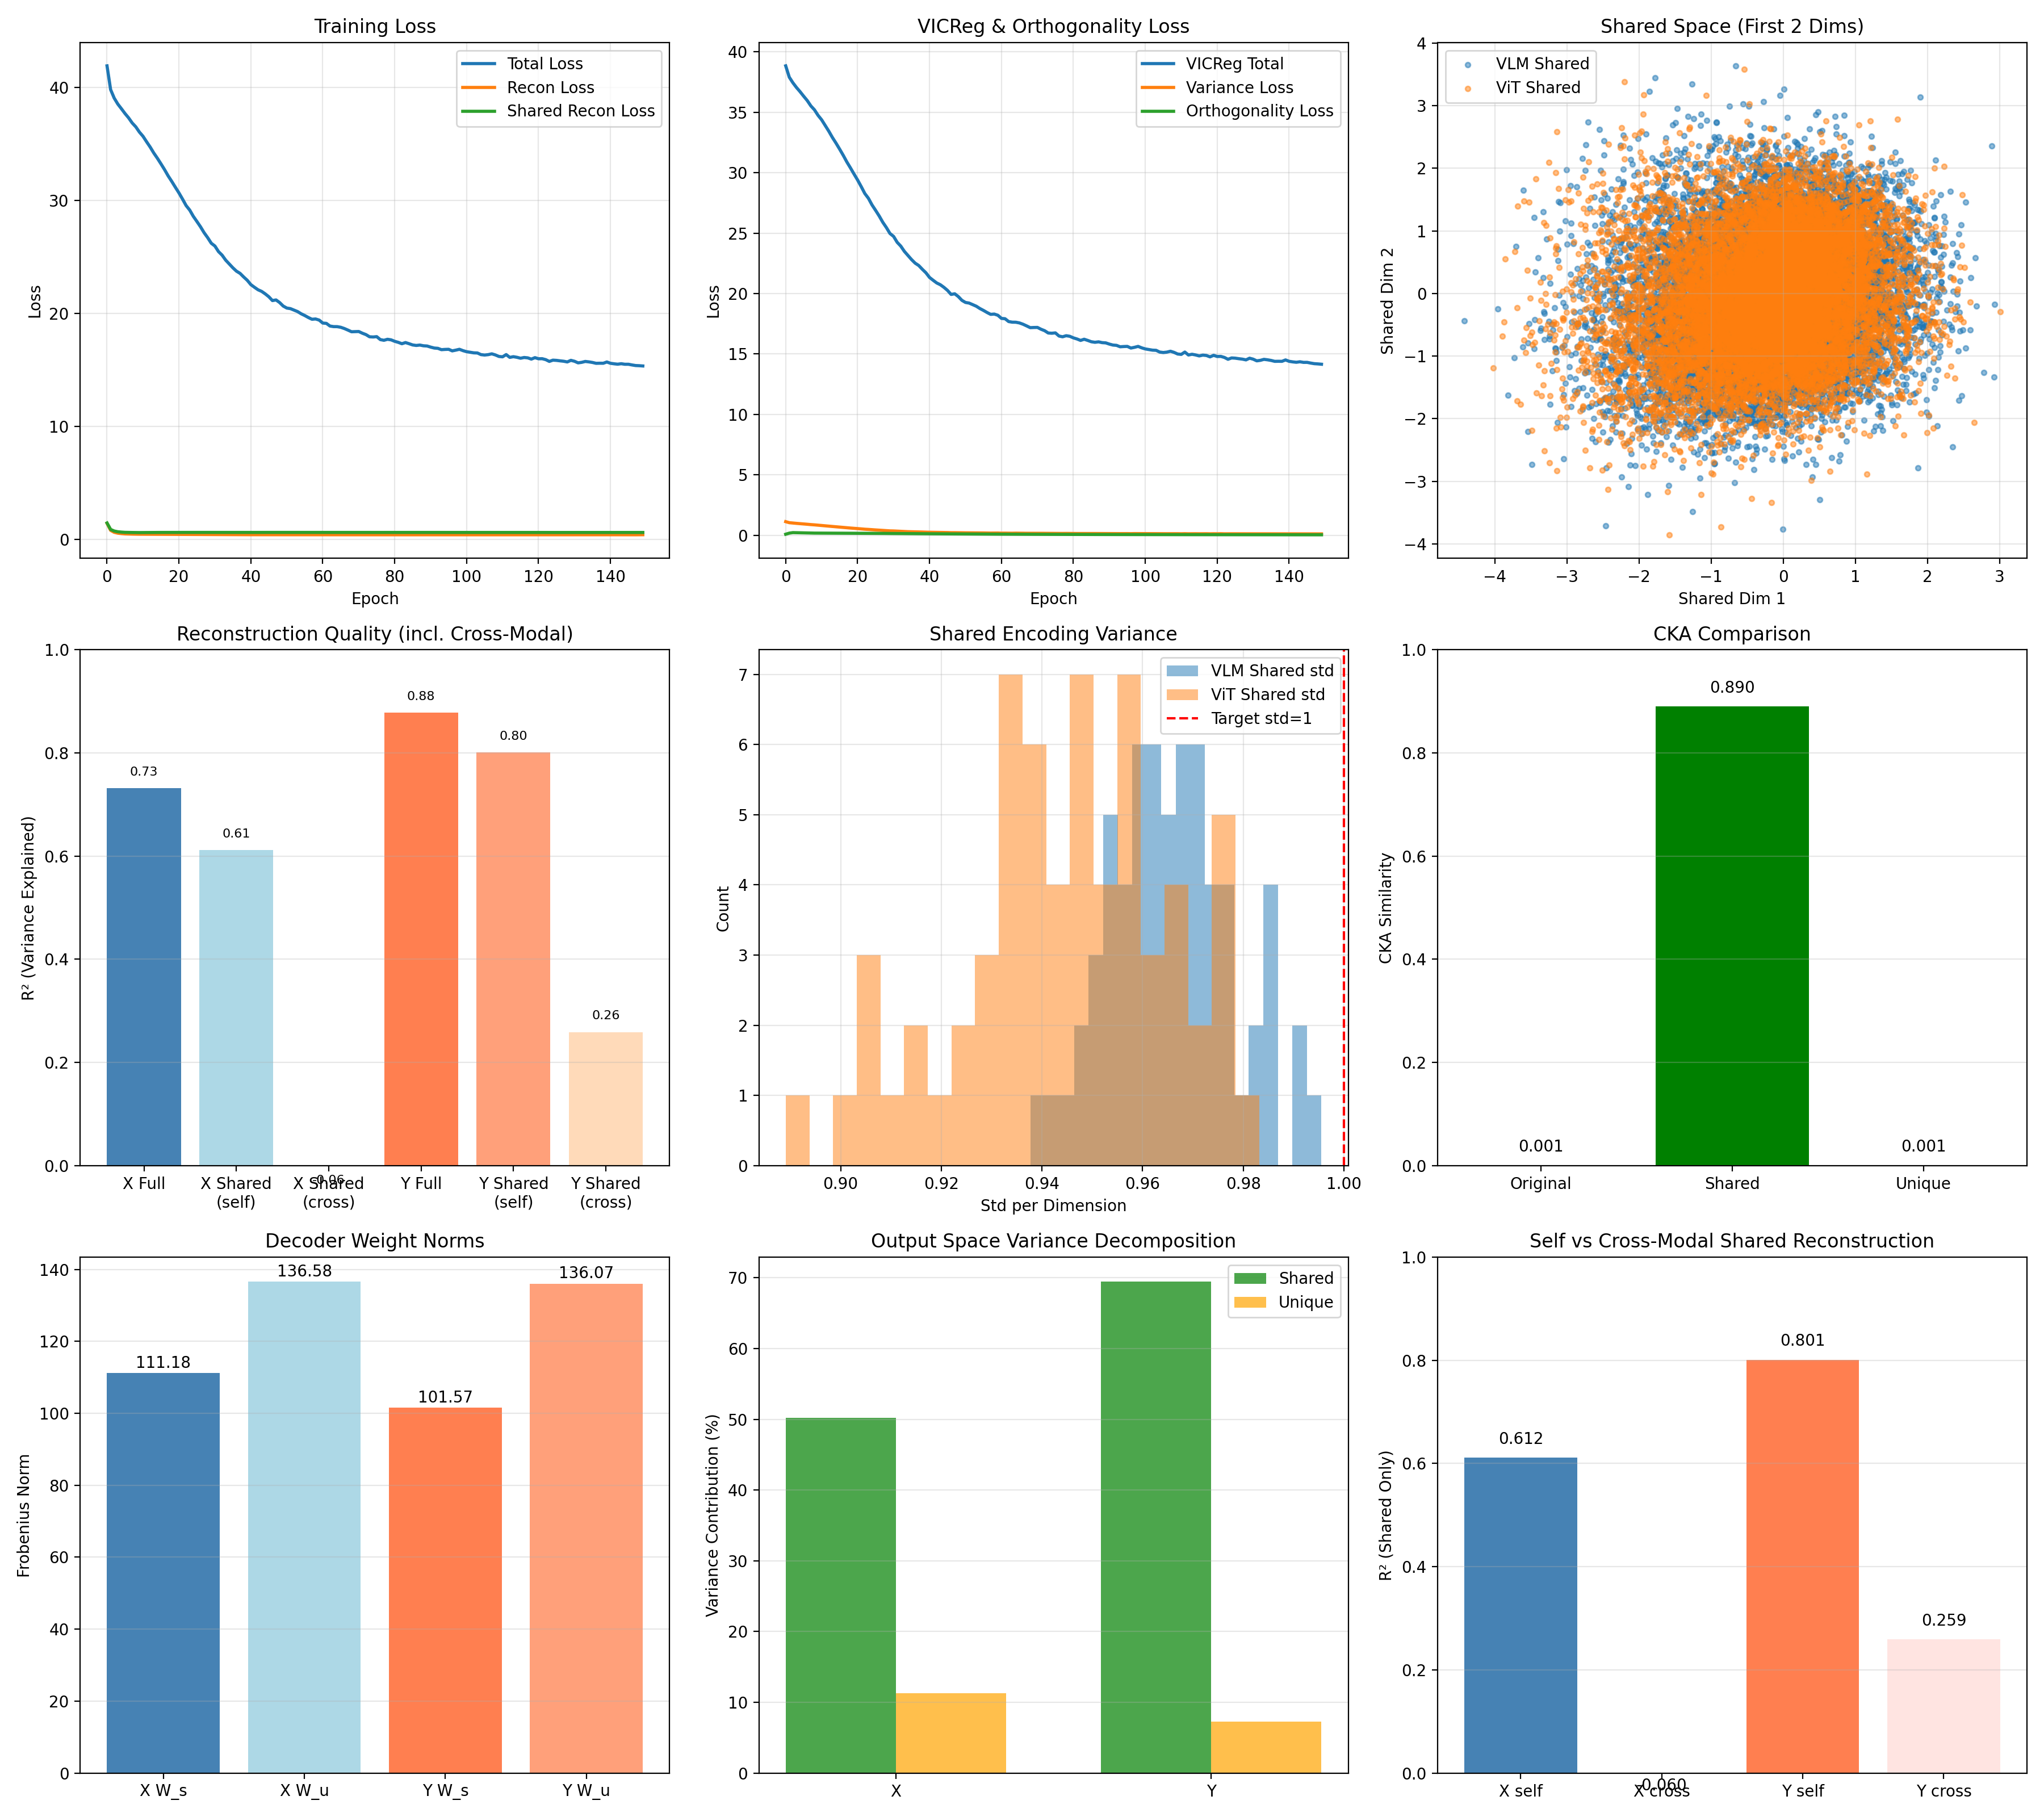 Training Loss
Total Loss
Recon Loss
Shared Recon Loss
40
30
20
10
0
Loss
0 20 40 60 80 100 120 140
Epoch
VICReg & Orthogonality Loss
VICReg Total
Variance Loss
Orthogonality Loss
40
35
30
25
20
15
10
5
0
Loss
0 20 40 60 80 100 120 140
Epoch
Shared Space (First 2 Dims)
VLM Shared
ViT Shared
4
3
2
1
0
−1
−2
−3
−4
Shared Dim 2
−4 −3 −2 −1 0 1 2 3
Shared Dim 1
Reconstruction Quality (incl. Cross-Modal)
1.0
0.8
0.6
0.4
0.2
0.0
R² (Variance Explained)
0.73
0.61
-0.06
0.88
0.80
0.26
X Full
X Shared
(self)
X Shared
(cross)
Y Full
Y Shared
(self)
Y Shared
(cross)
Shared Encoding Variance
VLM Shared std
ViT Shared std
Target std=1
7
6
5
4
3
2
1
0
Count
0.90 0.92 0.94 0.96 0.98 1.00
Std per Dimension
CKA Comparison
1.0
0.8
0.6
0.4
0.2
0.0
CKA Similarity
0.001
0.890
0.001
Original Shared Unique
Decoder Weight Norms
140
120
100
80
60
40
20
0
Frobenius Norm
111.18
136.58
101.57
136.07
X W_s X W_u Y W_s Y W_u
Output Space Variance Decomposition
Shared
Unique
70
60
50
40
30
20
10
0
Variance Contribution (%)
X Y
Self vs Cross-Modal Shared Reconstruction
1.0
0.8
0.6
0.4
0.2
0.0
R² (Shared Only)
0.612
-0.060
0.801
0.259
X self X cross Y self Y cross